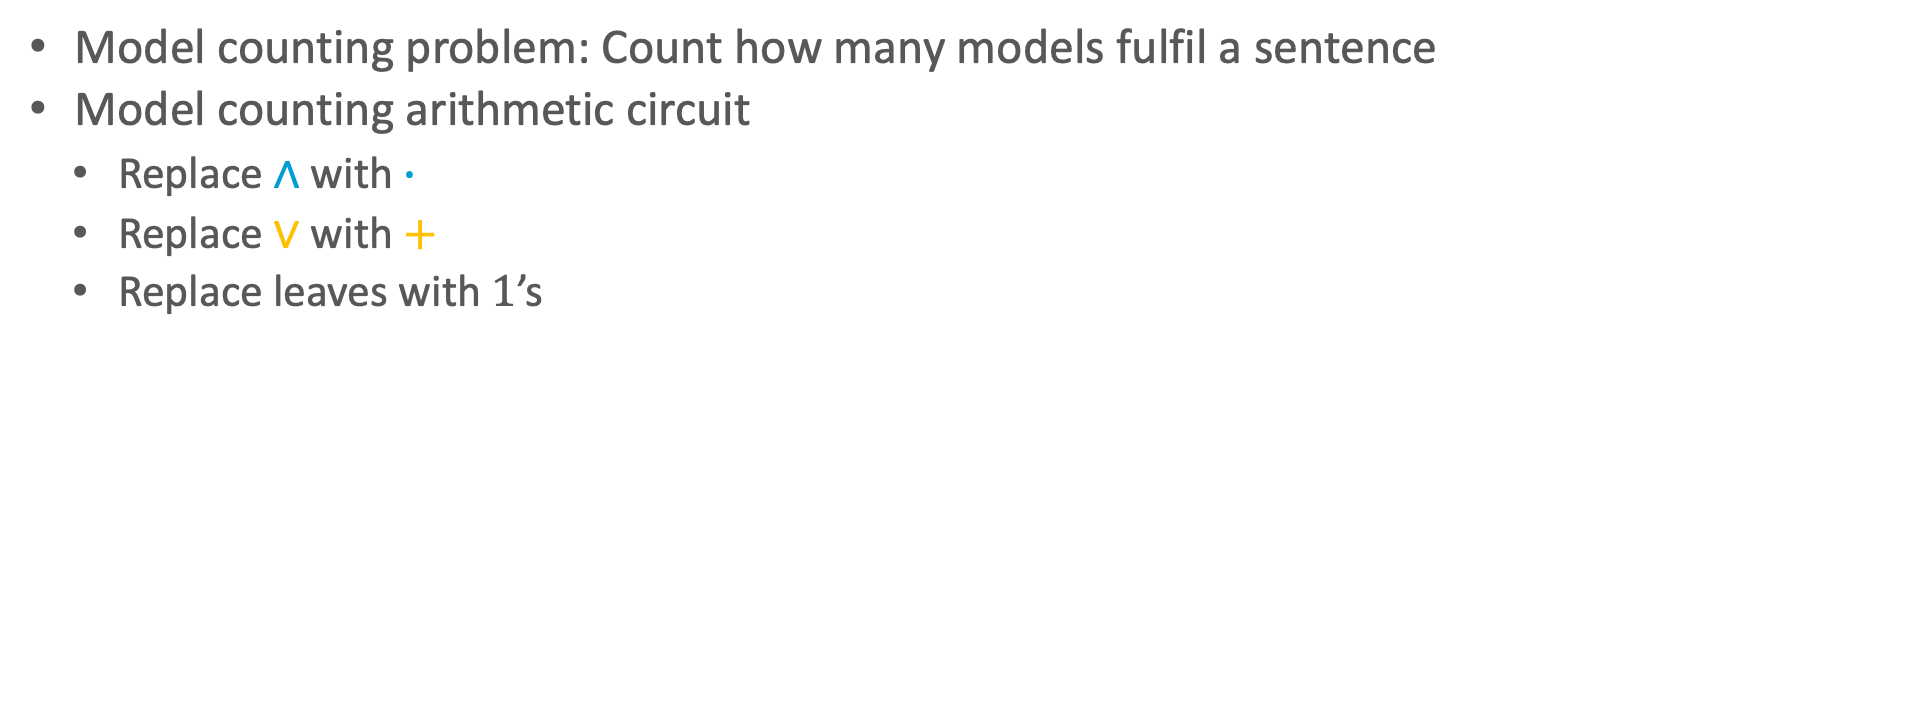 • Model counting problem: Count how many models fulfil a sentence
• Model counting arithmetic circuit
• Replace ∧ with ·
• Replace ∨ with +
• Replace leaves with 1’s